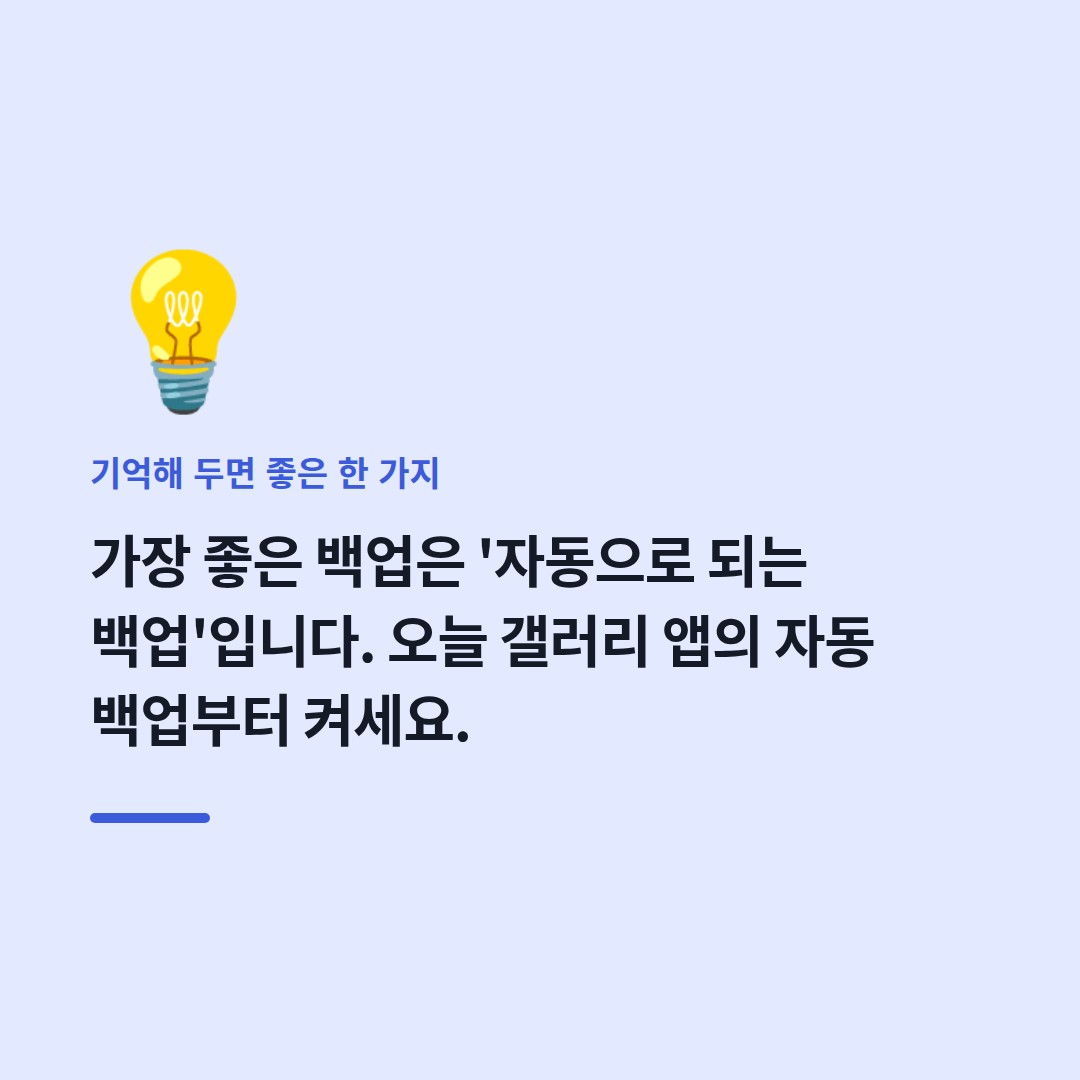 기억해 두면 좋은 한 가지
가장 좋은 백업은 '자동으로 되는
백업'입니다. 오늘 갤러리 앱의 자동
백업부터 켜세요.